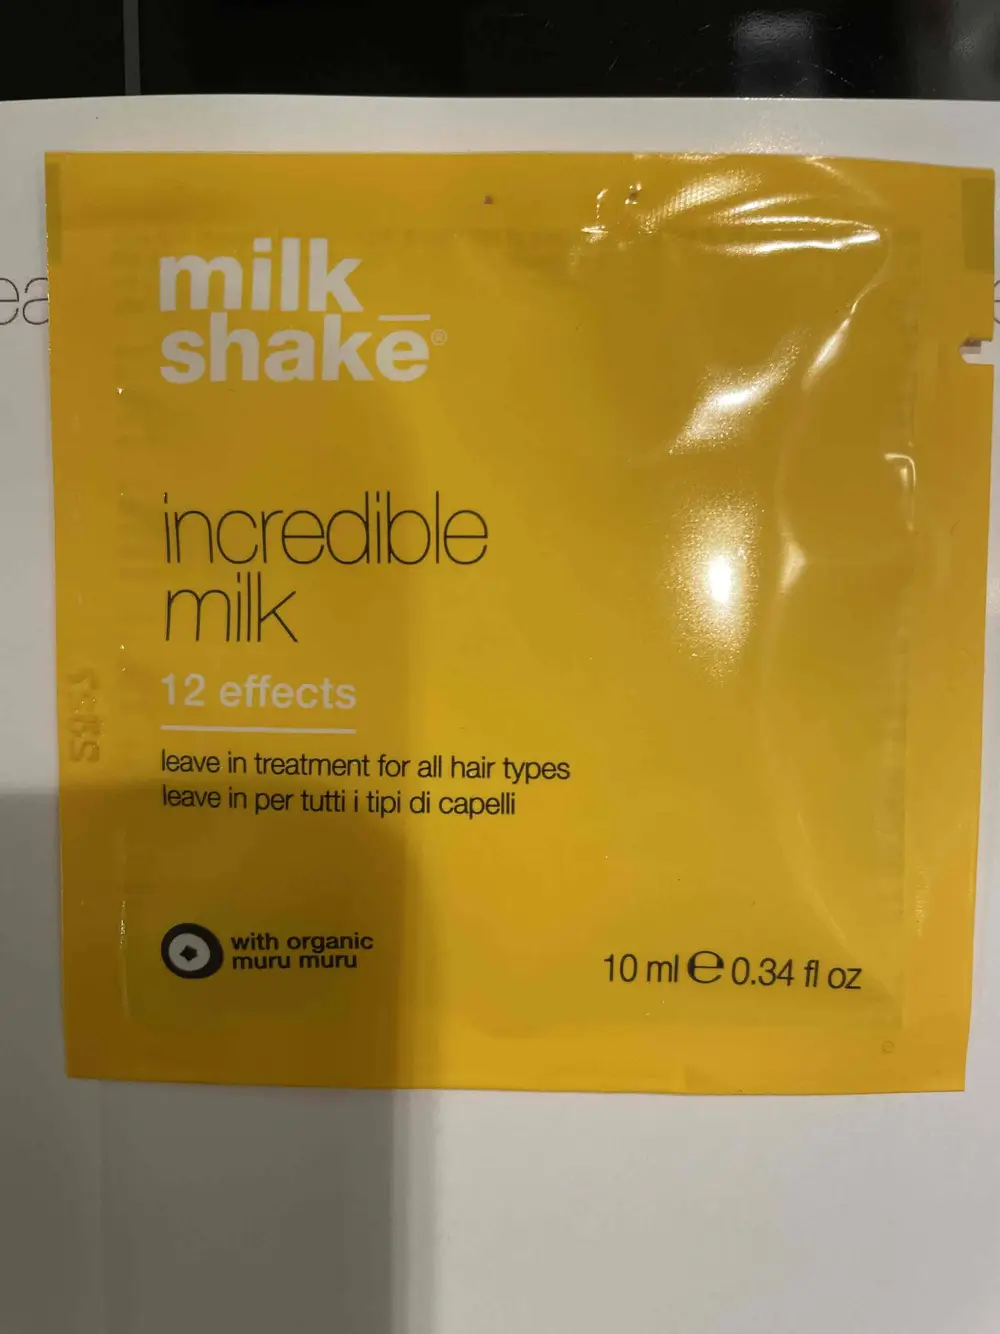 milk
shake®
incredible
milk
12 effects
leave in treatment for all hair types
leave in per tutti i tipi di capelli
with organic
muru muru
10 ml e 0.34 fl oz